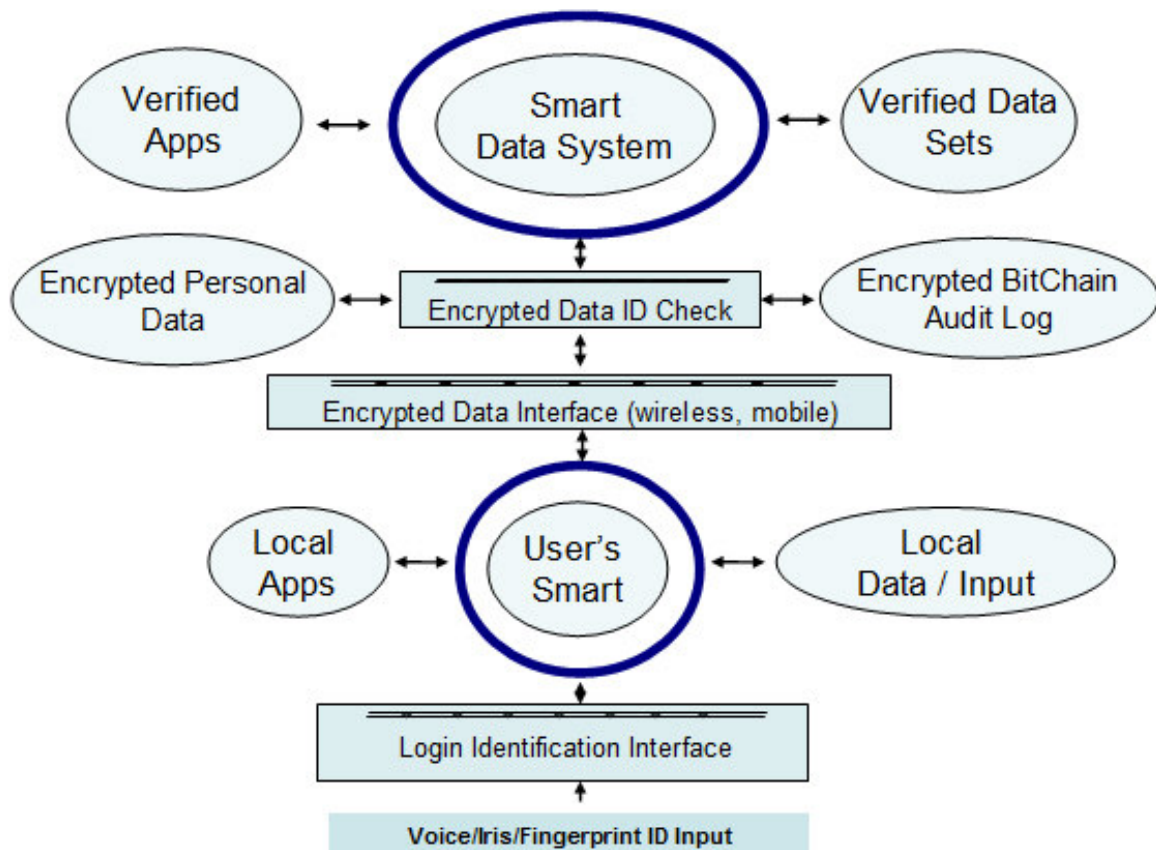 Verified
Apps
Smart
Data System
Verified Data
Sets
Encrypted Personal
Data
Encrypted Data ID Check
Encrypted BitChain
Audit Log
Encrypted Data Interface (wireless, mobile)
Local
Apps
User's
Smart
Local
Data / Input
Login Identification Interface
Voice/Iris/Fingerprint ID Input